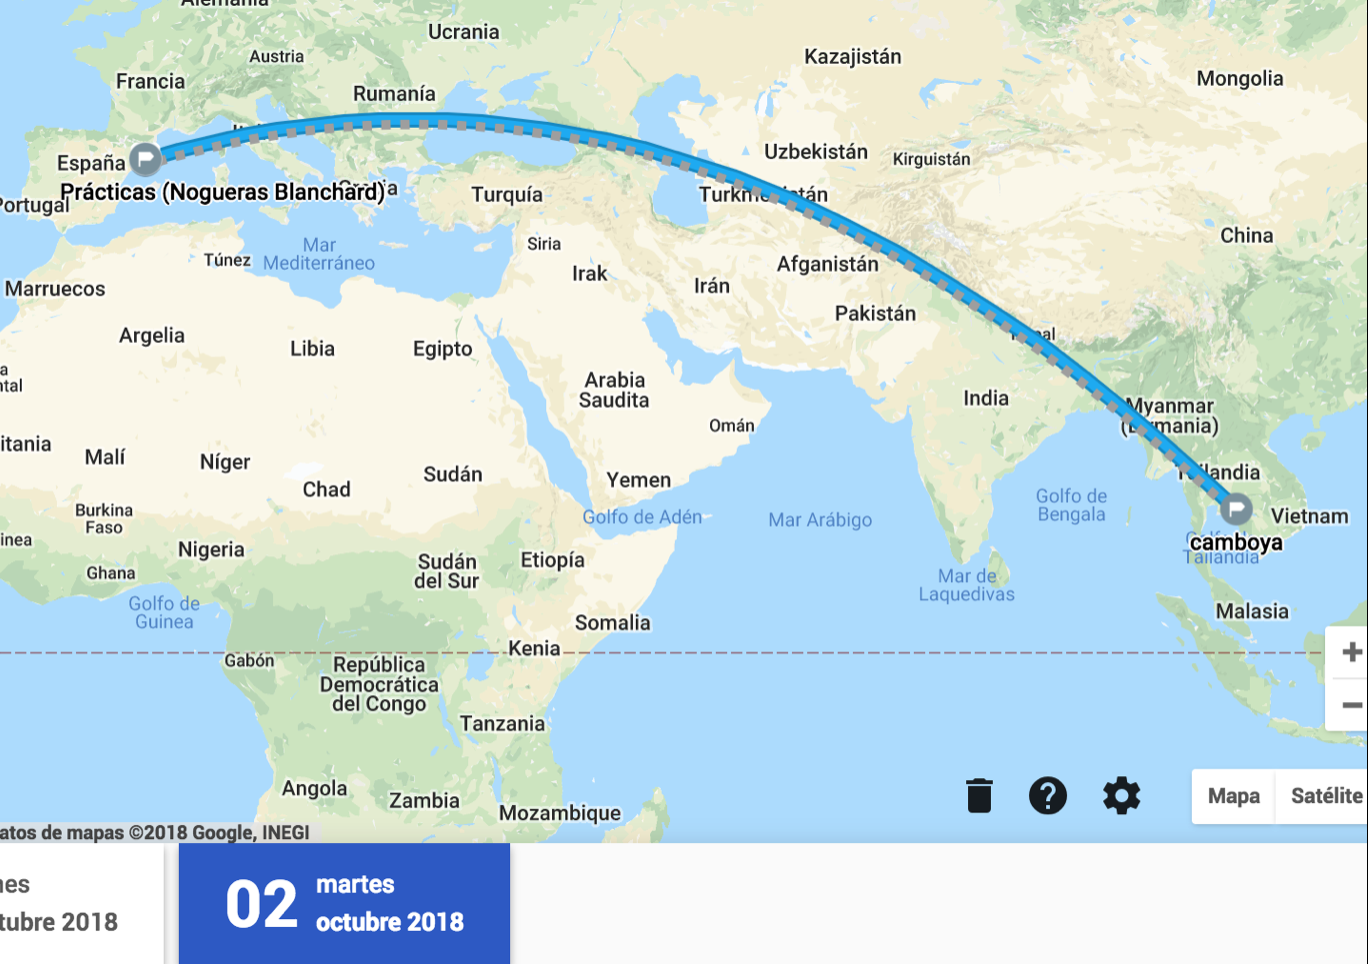 Alemania
Ucrania
Austria
Kazajistán
Francia
Mongolia
Rumanía
Uzbekistán
Kirguistán
España
Prácticas (Nogueras Blanchard)
Portugal
Turquía
Turkmenistán
China
Siria
Mar
Mediterráneo
Túnez
Irak
Afganistán
Irán
Marruecos
Pakistán
Argelia
Libia
Egipto
Arabia
Saudita
India
Omán
Myanmar
(Birmania)
itania
Malí
Níger
Sudán
Chad
Yemen
Tailandia
Golfo de
Bengala
Burkina
Faso
Golfo de Adén
Mar Arábigo
Vietnam
camboya
Golfo de
Tailandia
inea
Nigeria
Etiopía
Sudán
del Sur
Ghana
Mar de
Laquedivas
Golfo de
Guinea
Malasia
Somalia
Kenia
Gabón
República
Democrática
del Congo
Tanzania
Angola
Zambia
Mozambique
Mapa
Satélite
atos de mapas ©2018 Google, INEGI
nes
tubre 2018
02
martes
octubre 2018